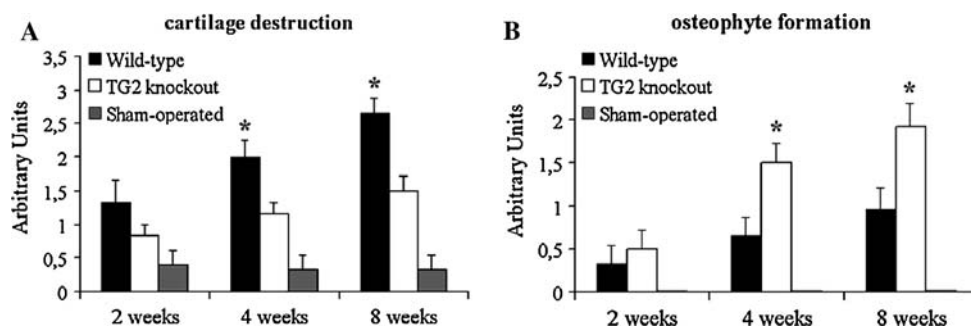 A
cartilage destruction
3,5
3
2,5
2
1,5
1
0,5
0
Arbitrary Units
Wild-type
TG2 knockout
Sham-operated
*
*
2 weeks 4 weeks 8 weeks
B
osteophyte formation
2,5
2
1,5
1
0,5
0
Arbitrary Units
Wild-type
TG2 knockout
Sham-operated
*
*
2 weeks 4 weeks 8 weeks